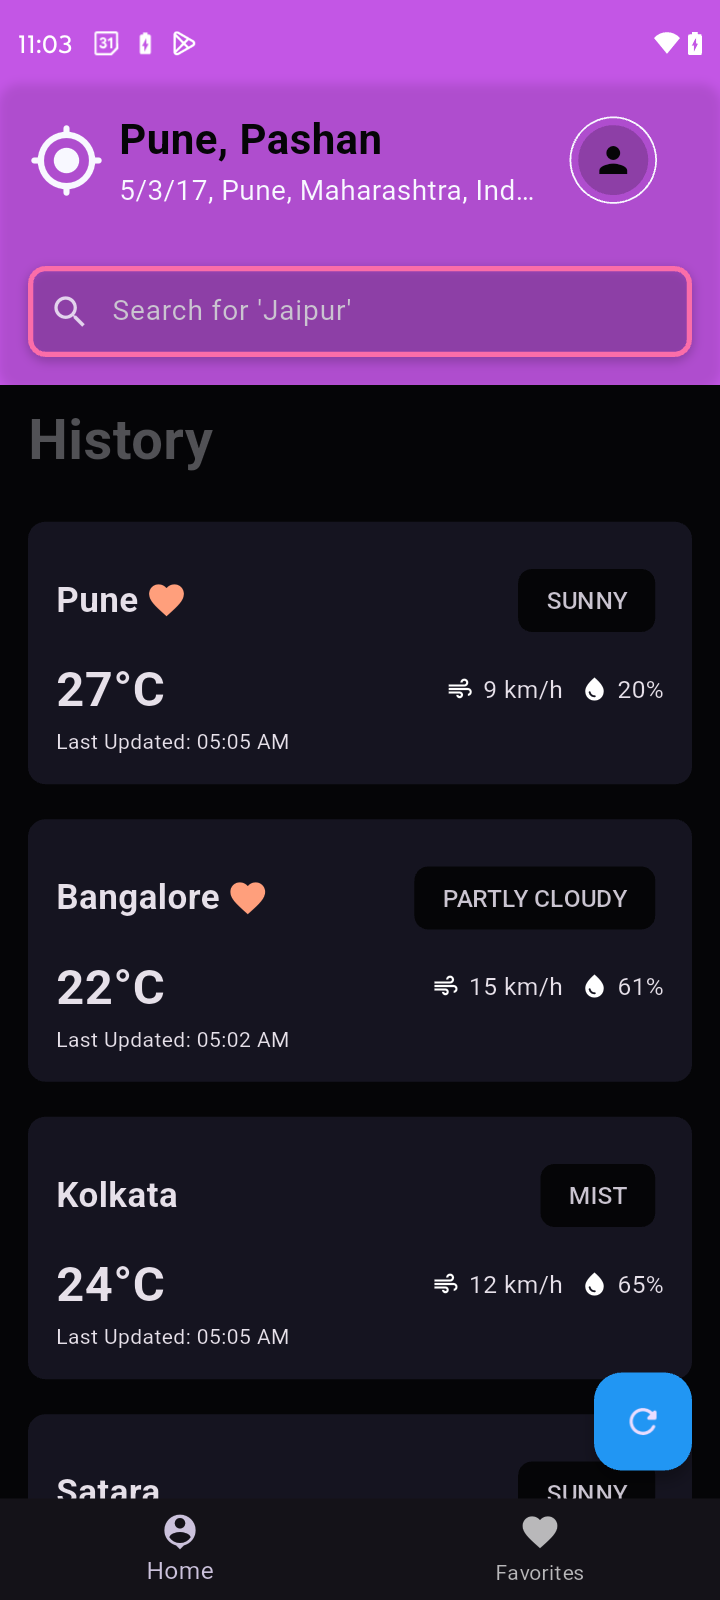 11:03
31
Pune, Pashan
5/3/17, Pune, Maharashtra, Ind...
Search for 'Jaipur'
History
Pune
SUNNY
27°C
9 km/h
20%
Last Updated: 05:05 AM
Bangalore
PARTLY CLOUDY
22°C
15 km/h
61%
Last Updated: 05:02 AM
Kolkata
MIST
24°C
12 km/h
65%
Last Updated: 05:05 AM
Satara
SUNNY
Home
Favorites